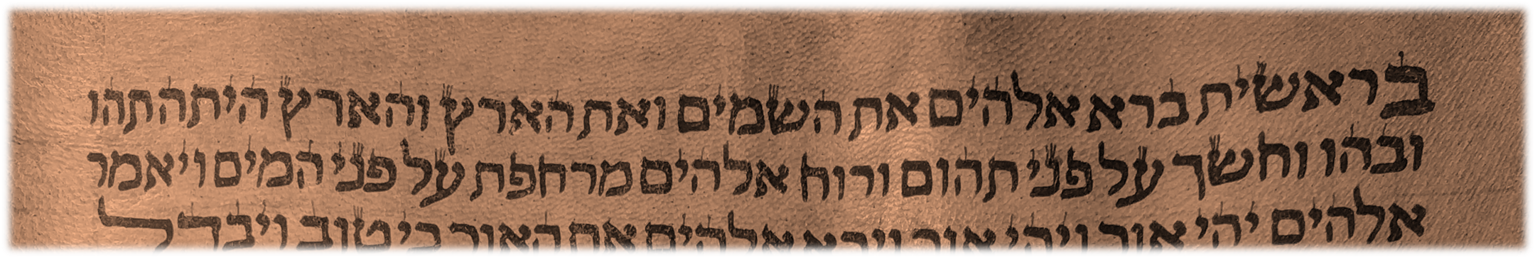 בראשית ברא אלהים את השמים ואת הארץ והארץ היתה תהו
ובהו וחשך על פני תהום ורוח אלהים מרחפת על פני המים ויאמר
אלהים יהי אור ויהי אור וירא אלהים את האור כי טוב ויבדל